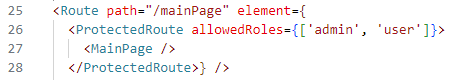 25 <Route path="/mainPage" element={
26 <ProtectedRoute allowedRoles={['admin', 'user']}>
27 <MainPage />
28 </ProtectedRoute>} />